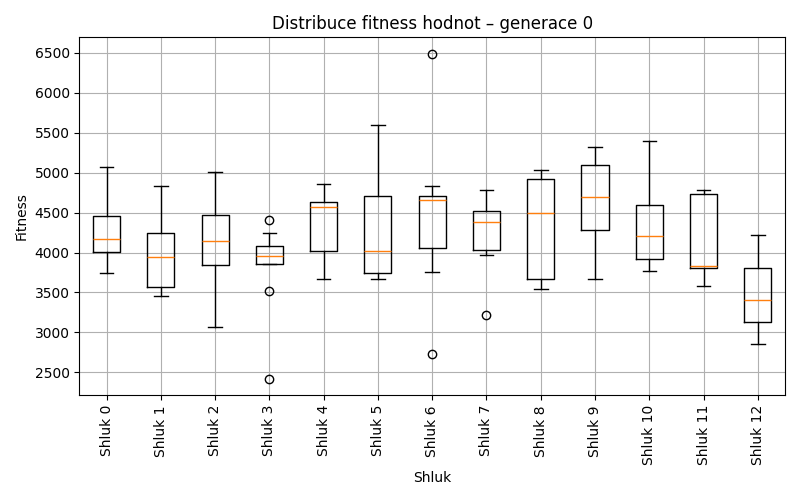 Distribuce fitness hodnot – generace 0
Fitness
6500
6000
5500
5000
4500
4000
3500
3000
2500
Shluk 0
Shluk 1
Shluk 2
Shluk 3
Shluk 4
Shluk 5
Shluk 6
Shluk 7
Shluk 8
Shluk 9
Shluk 10
Shluk 11
Shluk 12
Shluk